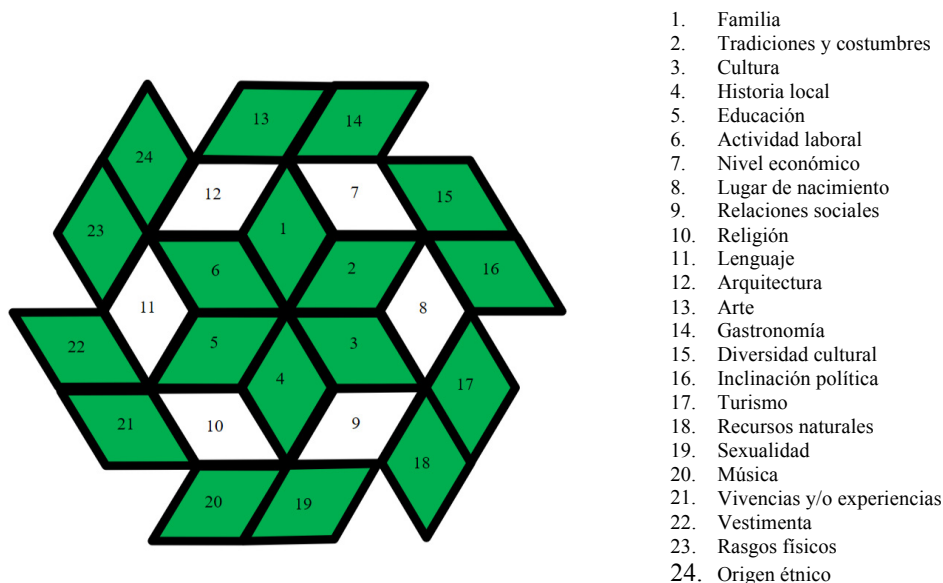 1. Familia
2. Tradiciones y costumbres
3. Cultura
4. Historia local
5. Educación
6. Actividad laboral
7. Nivel económico
8. Lugar de nacimiento
9. Relaciones sociales
10. Religión
11. Lenguaje
12. Arquitectura
13. Arte
14. Gastronomía
15. Diversidad cultural
16. Inclinación política
17. Turismo
18. Recursos naturales
19. Sexualidad
20. Música
21. Vivencias y/o experiencias
22. Vestimenta
23. Rasgos físicos
24. Origen étnico
13
14
24
12
7
15
1
23
6
2
16
11
8
22
5
3
4
17
21
10
9
18
20
19